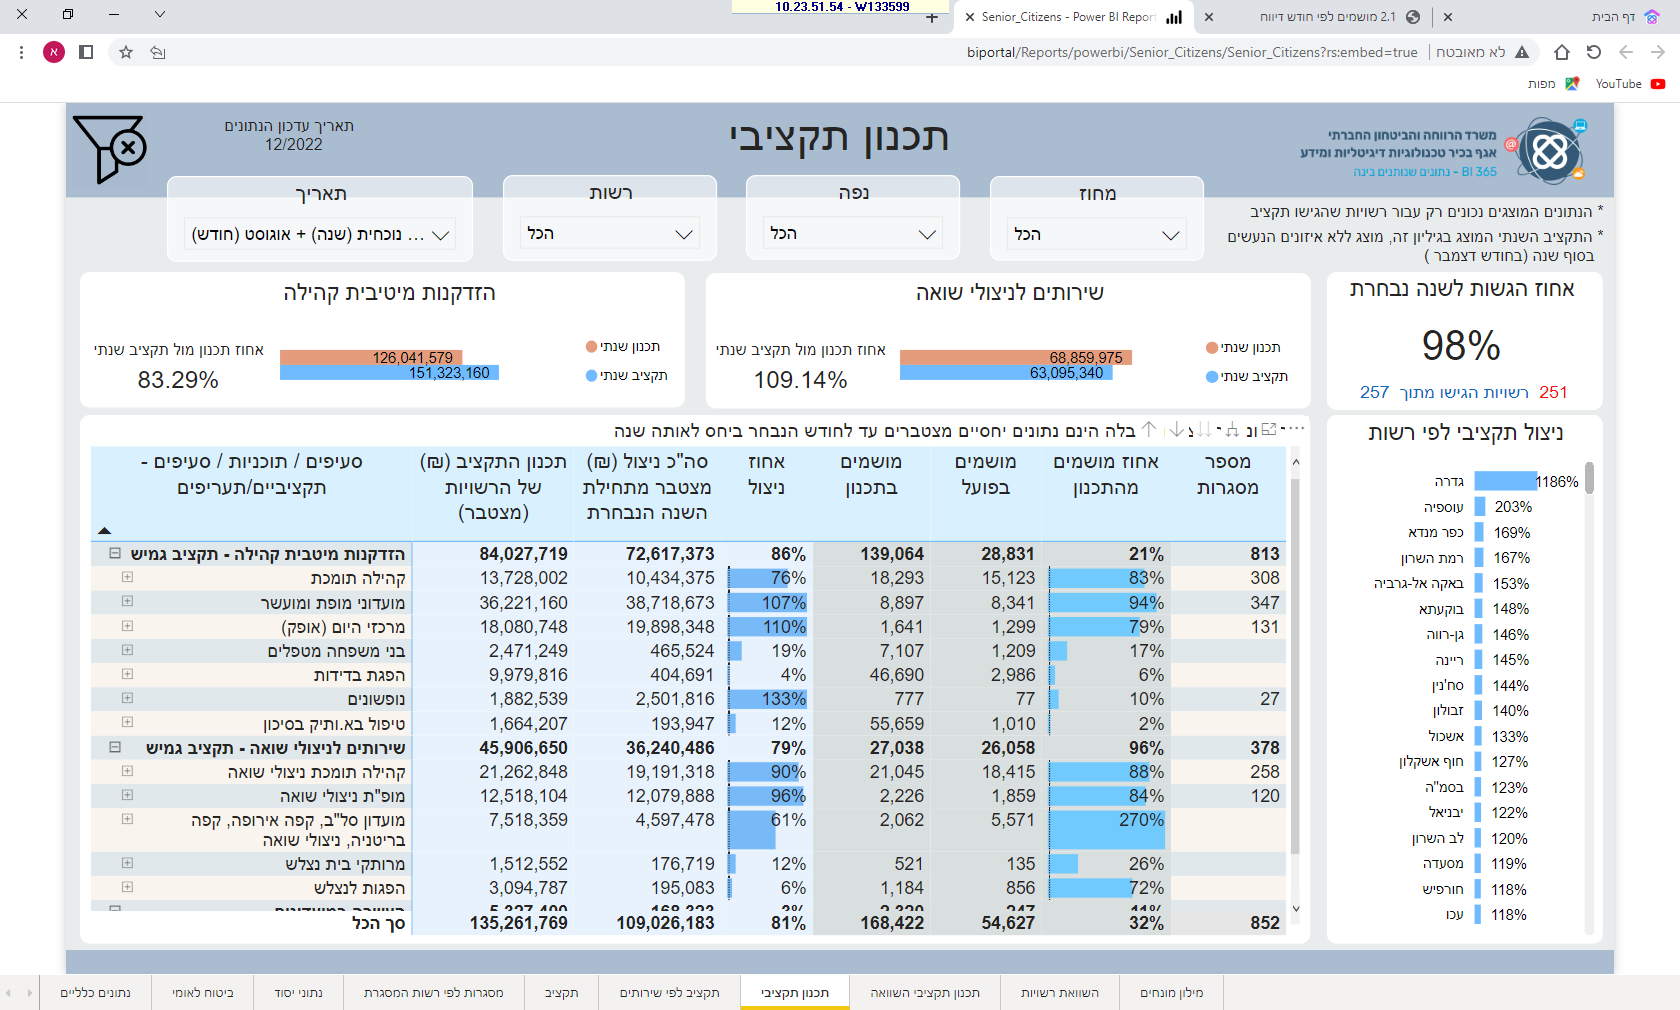 10.23.51.54 - W133599
דף הבית
2.1 מושמים לפי חודש דיווח
Senior_Citizens - Power BI Report
biportal/Reports/powerbi/Senior_Citizens/Senior_Citizens?rs:embed=true
לא מאובטח
א
YouTube
מפות
משרד הרווחה והביטחון החברתי
אגף בכיר טכנולוגיות דיגיטליות ומידע
BI 365 - נתונים שנותנים בינה
תכנון תקציבי
תאריך עדכון הנתונים
12/2022
מחוז
הכל
נפה
הכל
רשות
הכל
תאריך
נוכחית (שנה) + אוגוסט (חודש) ...
* הנתונים המוצגים נכונים רק עבור רשויות שהגישו תקציב
* התקציב השנתי המוצג בגיליון זה, מוצג ללא איזונים הנעשים
בסוף שנה (בחודש דצמבר )
אחוז הגשות לשנה נבחרת
98%
251 רשויות הגישו מתוך 257
שירותים לניצולי שואה
תכנון שנתי
תקציב שנתי
68,859,975
63,095,340
אחוז תכנון מול תקציב שנתי
109.14%
הזדקנות מיטיבית קהילה
תכנון שנתי
תקציב שנתי
126,041,579
151,323,160
אחוז תכנון מול תקציב שנתי
83.29%
ניצול תקציבי לפי רשות
גדרה 1186%
עוספיה 203%
כפר מנדא 169%
רמת השרון 167%
באקה אל-גרביה 153%
בוקעתא 148%
גן-רווה 146%
ריינה 145%
סח'נין 144%
זבולון 140%
אשכול 133%
חוף אשקלון 127%
בסמ"ה 123%
יבניאל 122%
לב השרון 120%
מסעדה 119%
חורפיש 118%
עכו 118%
בלה הינם נתונים יחסיים מצטברים עד לחודש הנבחר ביחס לאותה שנה
סעיפים / תוכניות / סעיפים -
תקציביים/תעריפים
תכנון התקציב (₪)
של הרשויות
(מצטבר)
סה"כ ניצול (₪)
מצטבר מתחילת
השנה הנבחרת
אחוז
ניצול
מושמים
בתכנון
מושמים
בפועל
אחוז מושמים
מהתכנון
מספר
מסגרות
הזדקנות מיטבית קהילה - תקציב גמיש 84,027,719 72,617,373 86% 139,064 28,831 21% 813
קהילה תומכת 13,728,002 10,434,375 76% 18,293 15,123 83% 308
מועדוני מופת ומועשר 36,221,160 38,718,673 107% 8,897 8,341 94% 347
מרכזי היום (אופק) 18,080,748 19,898,348 110% 1,641 1,299 79% 131
בני משפחה מטפלים 2,471,249 465,524 19% 7,107 1,209 17%
הפגת בדידות 9,979,816 404,691 4% 46,690 2,986 6%
נופשונים 1,882,539 2,501,816 133% 777 77 10% 27
טיפול בא.ותיק בסיכון 1,664,207 193,947 12% 55,659 1,010 2%
שירותים לניצולי שואה - תקציב גמיש 45,906,650 36,240,486 79% 27,038 26,058 96% 378
קהילה תומכת ניצולי שואה 21,262,848 19,191,318 90% 21,045 18,415 88% 258
מופ"ת ניצולי שואה 12,518,104 12,079,888 96% 2,226 1,859 84% 120
מועדון סל"ב, קפה אירופה, קפה 7,518,359 4,597,478 61% 2,062 5,571 270%
בריטניה, ניצולי שואה
מרותקי בית נצלש 1,512,552 176,719 12% 521 135 26%
הפגות לנצלש 3,094,787 195,083 6% 1,184 856 72%
סך הכל 135,261,769 109,026,183 81% 168,422 54,627 32% 852
נתונים כלליים
ביטוח לאומי
נתוני יסוד
מסגרות לפי רשות המסגרת
תקציב
תקציב לפי שירותים
תכנון תקציבי
תכנון תקציבי השוואה
השוואת רשויות
מילון מונחים